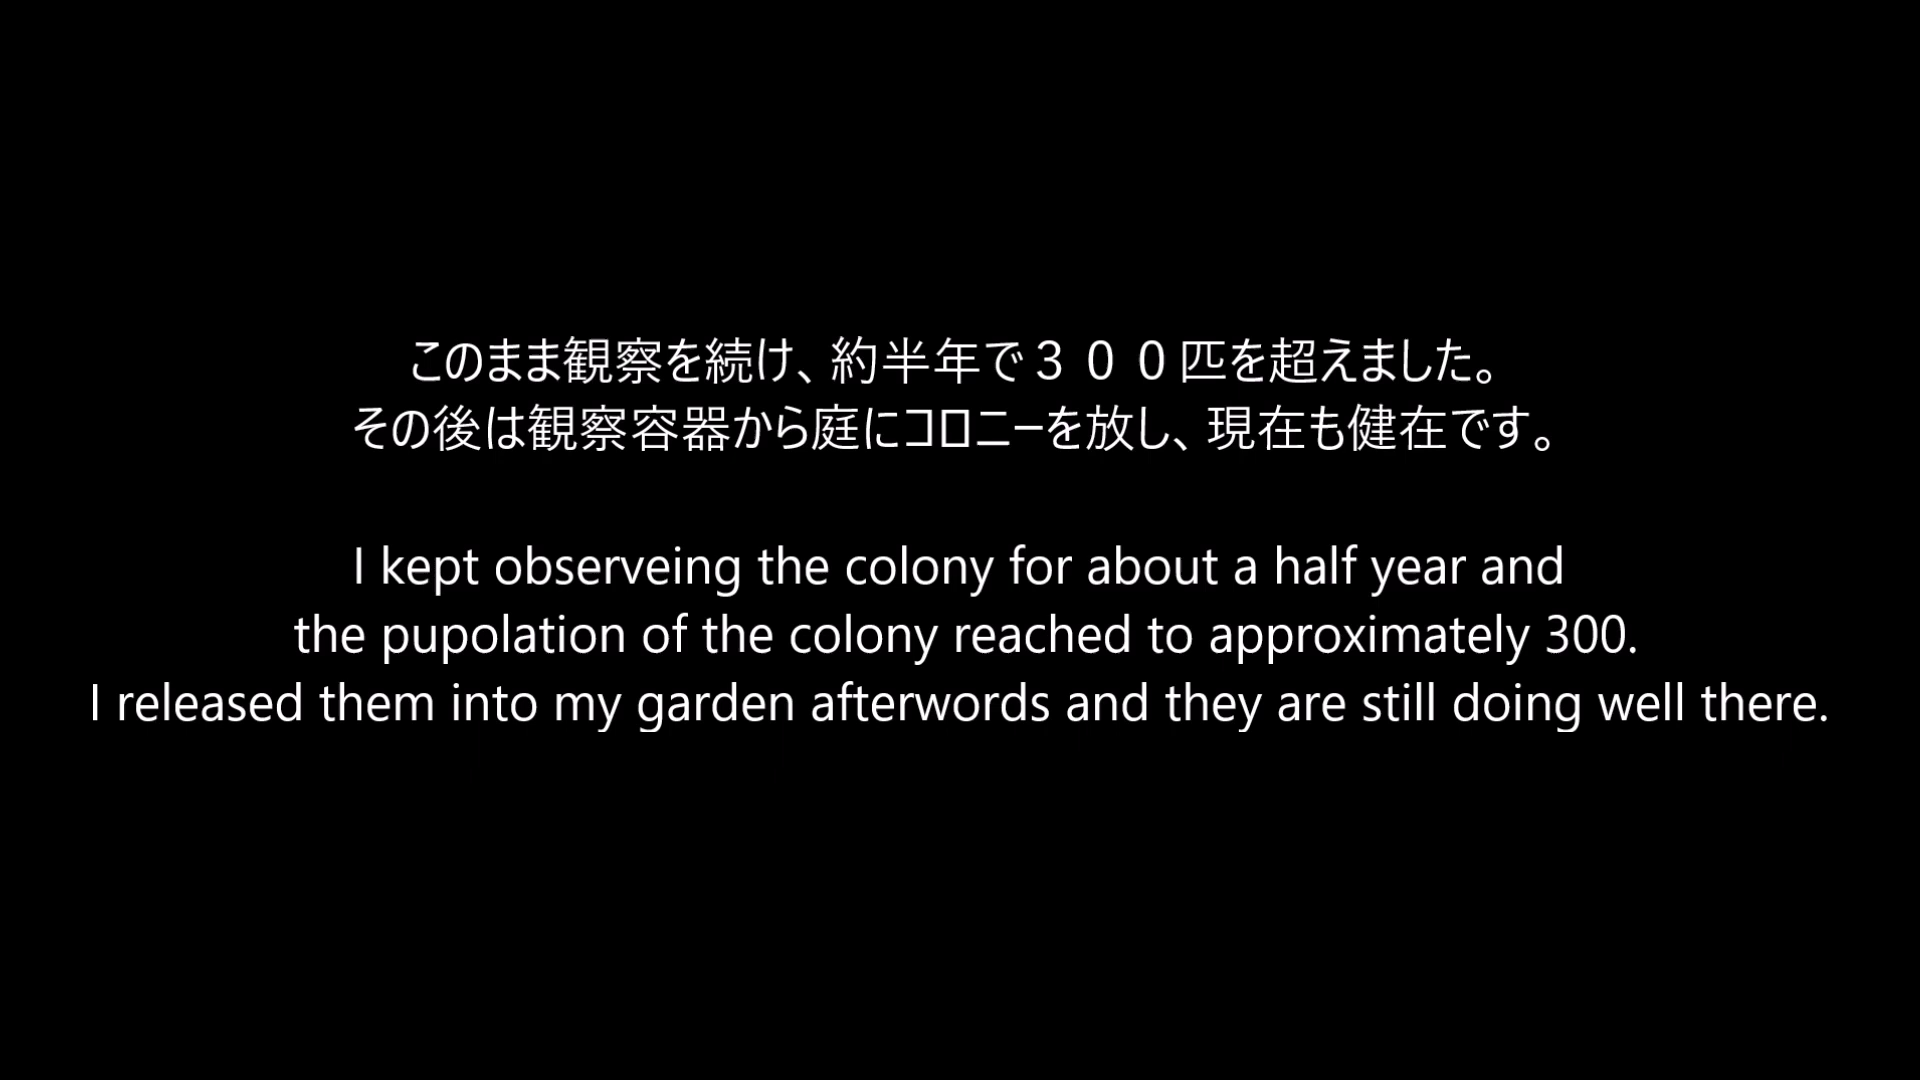 このまま観察を続け、約半年で３００匹を超えました。
その後は観察容器から庭にコロニーを放し、現在も健在です。
I kept observeing the colony for about a half year and
the pupolation of the colony reached to approximately 300.
I released them into my garden afterwords and they are still doing well there.